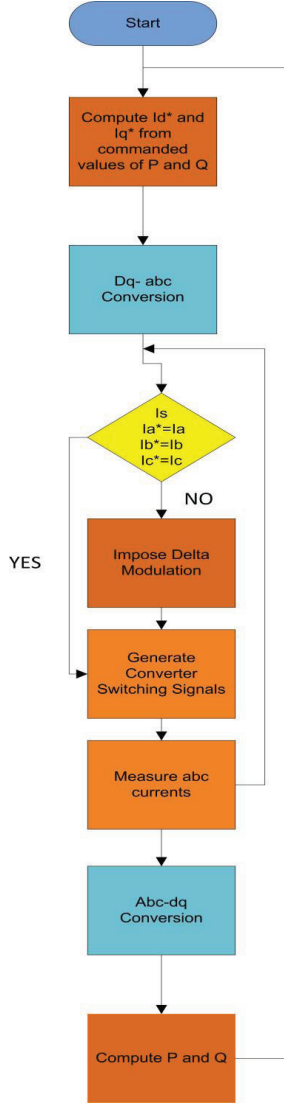 Start
Compute Id* and
Iq* from
commanded
values of P and Q
Dq- abc
Conversion
Is
Ia*=Ia
Ib*=Ib
Ic*=Ic
NO
YES
Impose Delta
Modulation
Generate
Converter
Switching Signals
Measure abc
currents
Abc-dq
Conversion
Compute P and Q